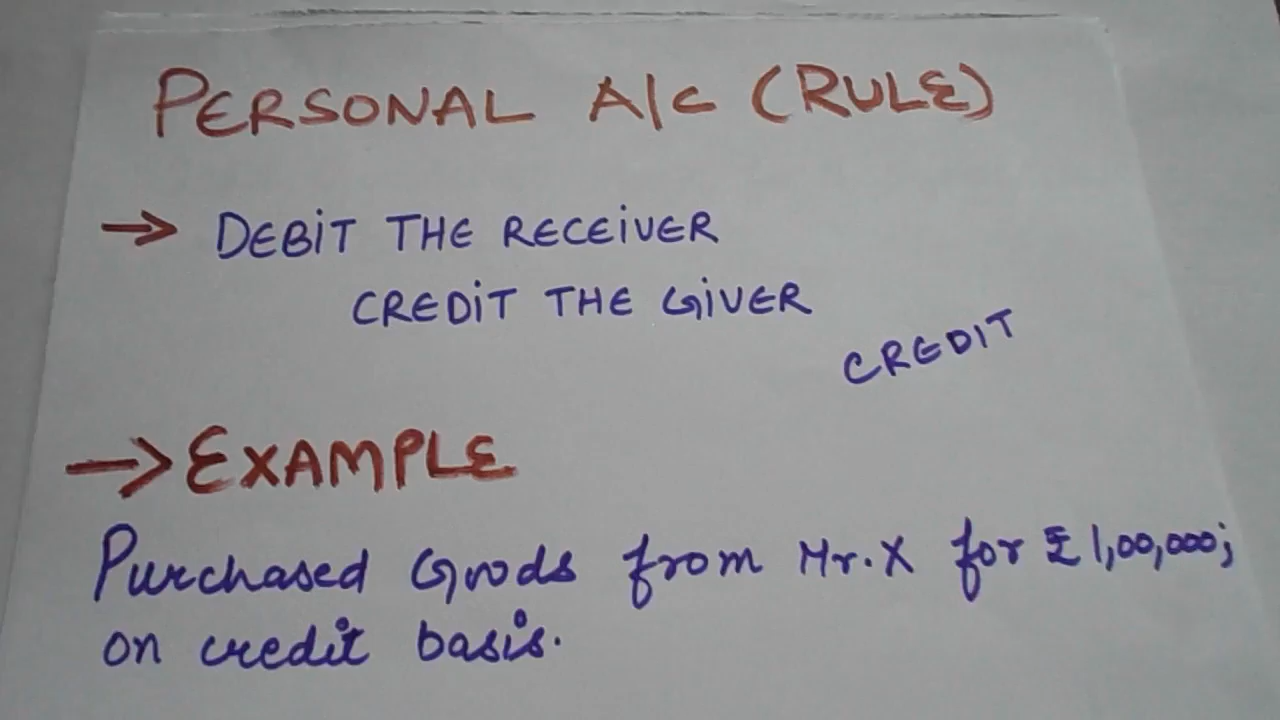 PERSONAL A/C (RULE)
→ DEBIT THE RECEIVER
CREDIT THE GIVER
CREDIT
→ EXAMPLE
Purchased Goods from Mr. X for ₹ 1,00,000;
on credit basis.